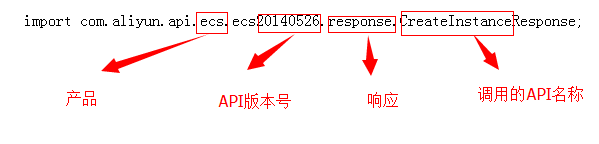 import com.aliyun.api.ecs.ecs20140526.response.CreateInstanceResponse;
产品
API版本号
响应
调用的API名称